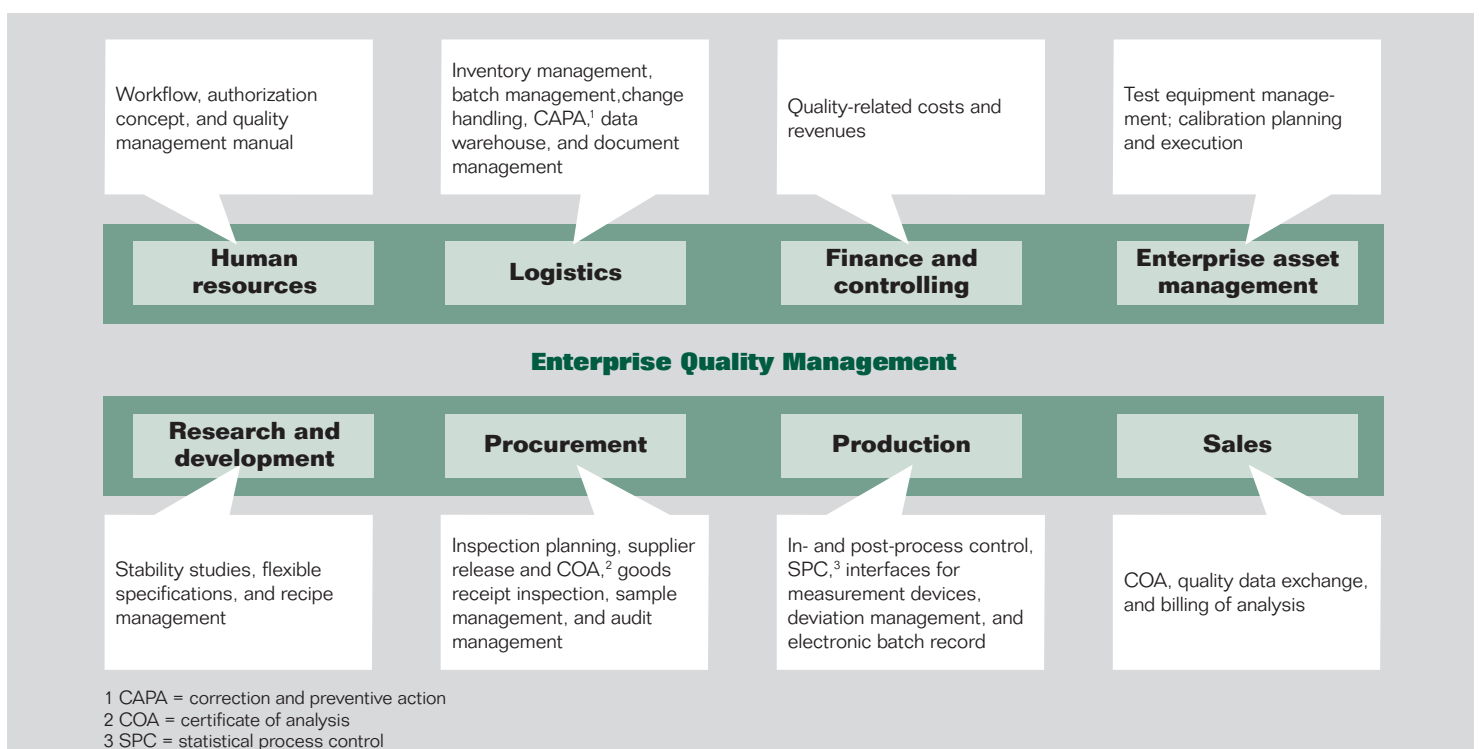 Workflow, authorization
concept, and quality
management manual
Inventory management,
batch management,change
handling, CAPA,¹ data
warehouse, and document
management
Quality-related costs and
revenues
Test equipment manage-
ment; calibration planning
and execution
Human
resources
Logistics
Finance and
controlling
Enterprise asset
management
Enterprise Quality Management
Research and
development
Procurement
Production
Sales
Stability studies, flexible
specifications, and recipe
management
Inspection planning, supplier
release and COA,² goods
receipt inspection, sample
management, and audit
management
In- and post-process control,
SPC,³ interfaces for
measurement devices,
deviation management, and
electronic batch record
COA, quality data exchange,
and billing of analysis
1 CAPA = correction and preventive action
2 COA = certificate of analysis
3 SPC = statistical process control